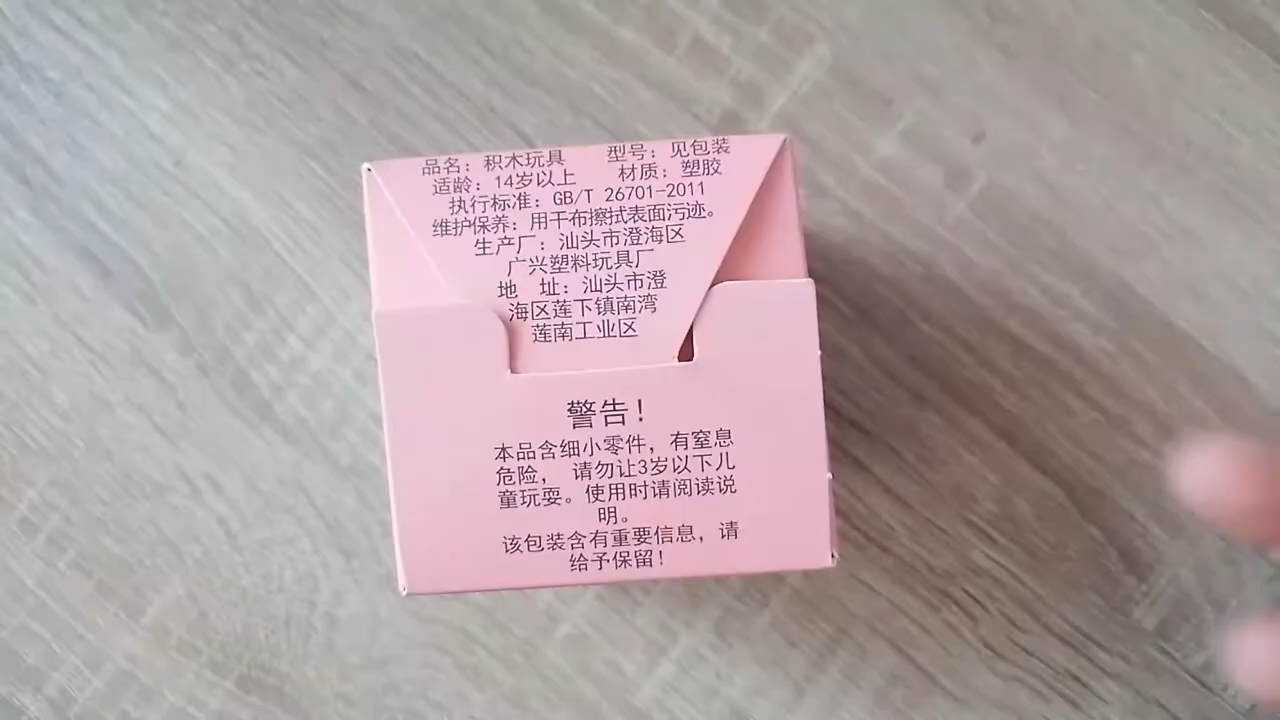 品名：积木玩具 型号：见包装
适龄：14岁以上 材质：塑胶
执行标准：GB/T 26701-2011
维护保养：用干布擦拭表面污迹。
生产厂：汕头市澄海区
广兴塑料玩具厂
地 址：汕头市澄
海区莲下镇南湾
莲南工业区
警告！
本品含细小零件，有窒息
危险， 请勿让3岁以下儿
童玩耍。使用时请阅读说
明。
该包装含有重要信息，请
给予保留！